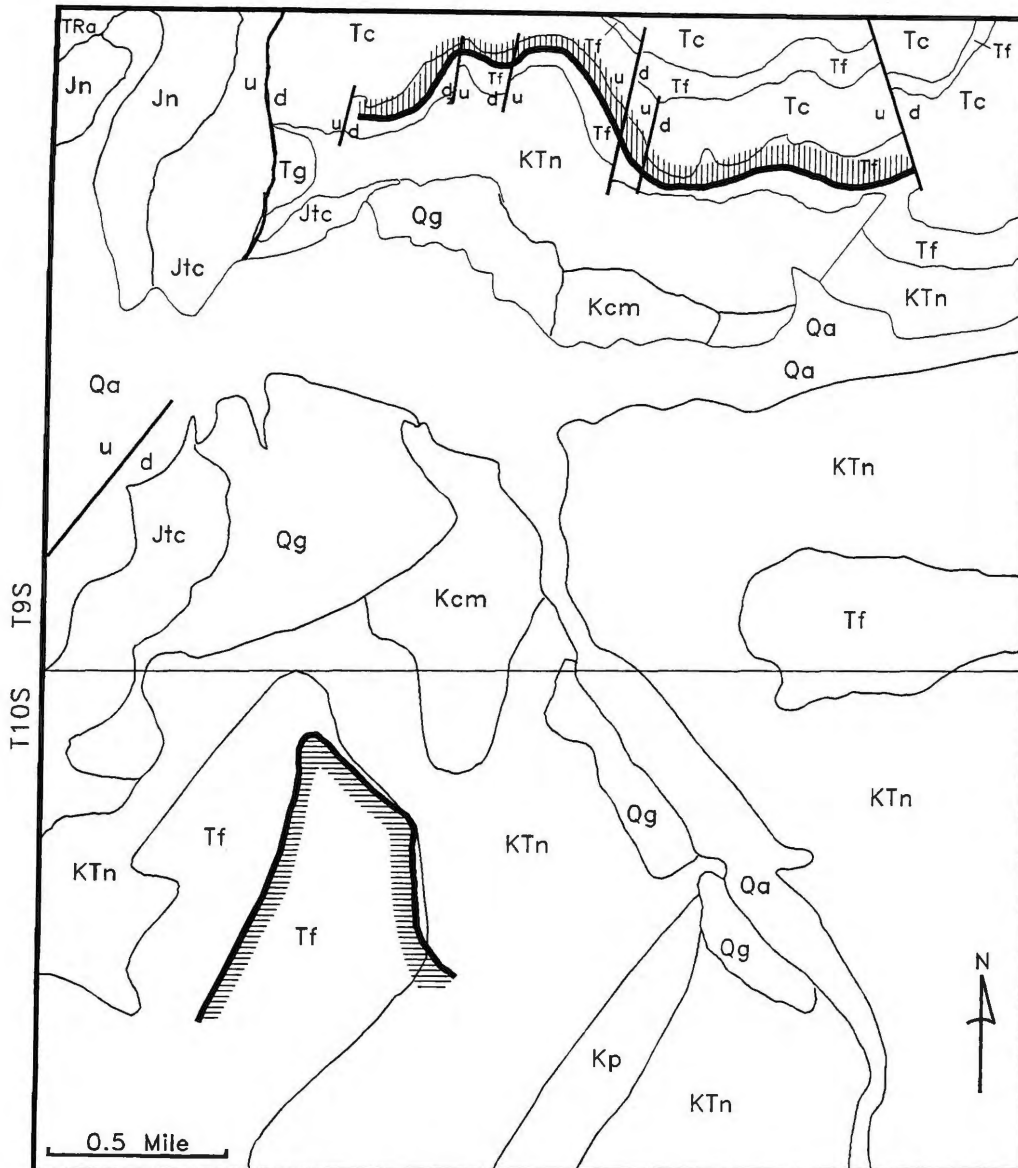 TRa
Jn
Jn
u
d
Tc
Tf
Tc
Tc
Tf
Tf
d
u
d
u
u
d
Tf
Tf
u
d
Tg
u
d
Tf
Tc
u
d
Tc
KTn
Tf
Jtc
Qg
Jtc
Tf
Kcm
Qa
KTn
Qa
Qa
u
d
KTn
Jtc
Qg
Kcm
Tf
T9S
T10S
KTn
Tf
KTn
Qg
KTn
Tf
Qa
Qg
N
Kp
KTn
0.5 Mile